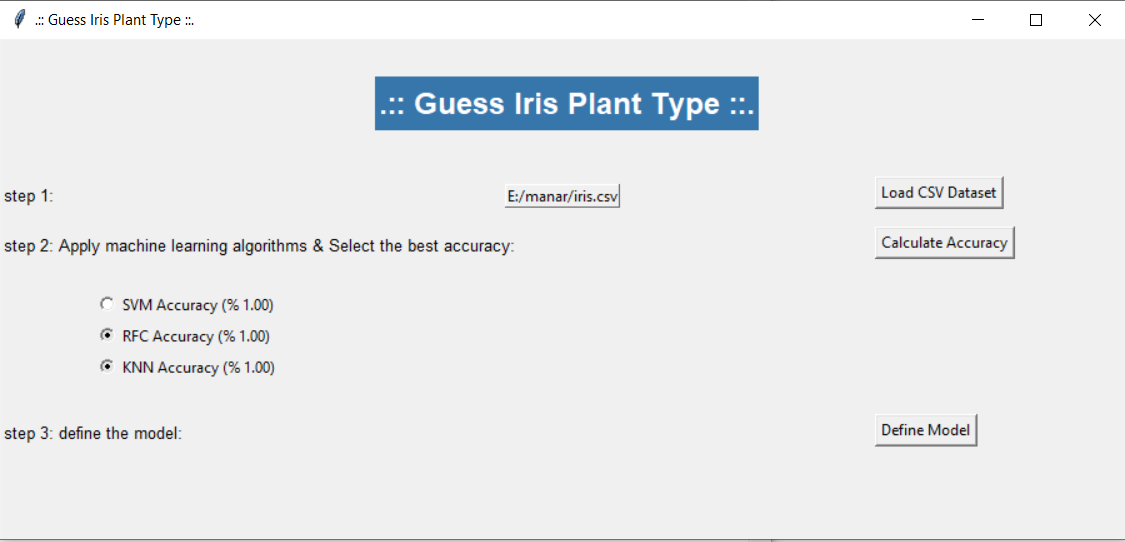 .:: Guess Iris Plant Type ::.
.:: Guess Iris Plant Type ::.
step 1: E:/manar/iris.csv Load CSV Dataset
step 2: Apply machine learning algorithms & Select the best accuracy: Calculate Accuracy
SVM Accuracy (% 1.00)
RFC Accuracy (% 1.00)
KNN Accuracy (% 1.00)
step 3: define the model: Define Model